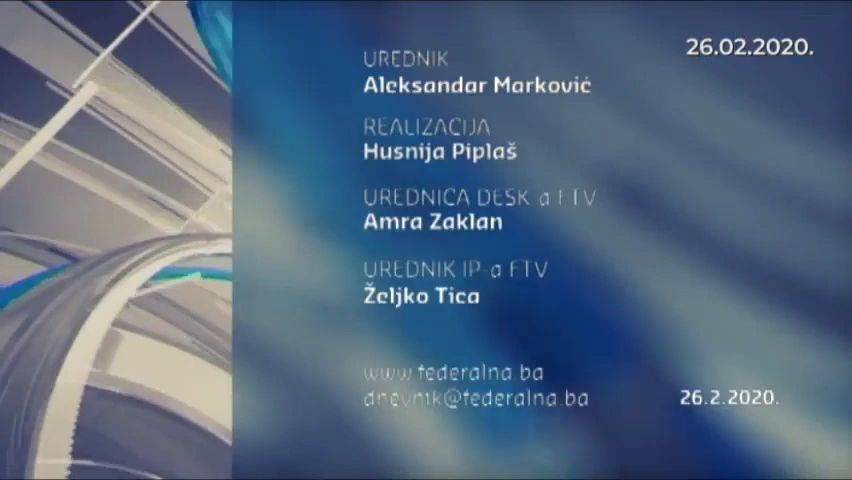 26.02.2020.
UREDNIK
Aleksandar Marković
REALIZACIJA
Husnija Piplaš
UREDNICA DESK-a FTV
Amra Zaklan
UREDNIK IP-a FTV
Željko Tica
www.federalna.ba
dnevnik@federalna.ba
26.2.2020.